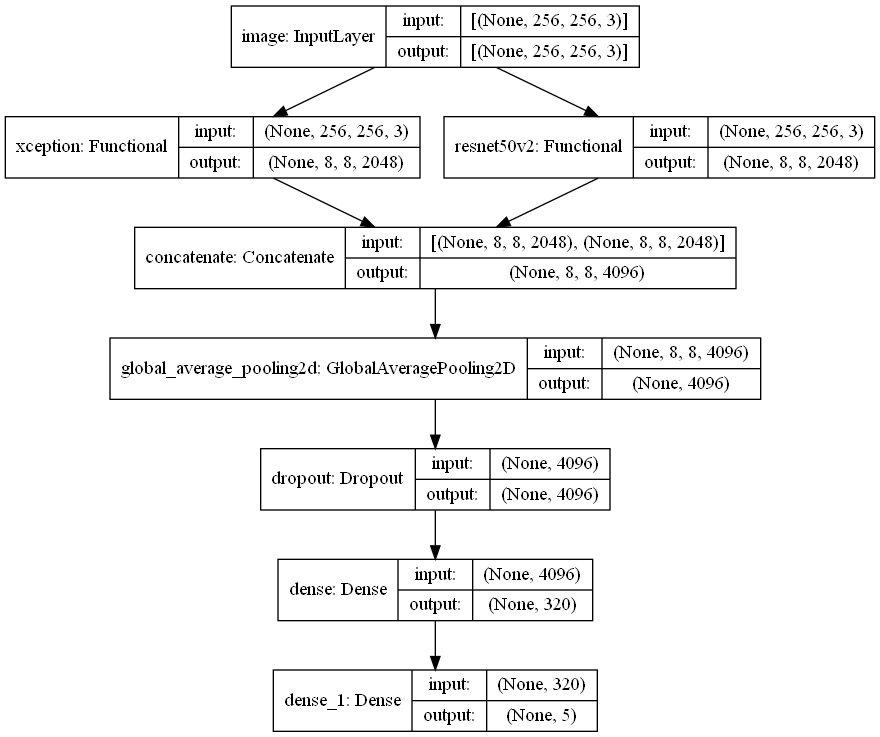 image: InputLayer
input: [(None, 256, 256, 3)]
output: [(None, 256, 256, 3)]
xception: Functional
input: (None, 256, 256, 3)
output: (None, 8, 8, 2048)
resnet50v2: Functional
input: (None, 256, 256, 3)
output: (None, 8, 8, 2048)
concatenate: Concatenate
input: [(None, 8, 8, 2048), (None, 8, 8, 2048)]
output: (None, 8, 8, 4096)
global_average_pooling2d: GlobalAveragePooling2D
input: (None, 8, 8, 4096)
output: (None, 4096)
dropout: Dropout
input: (None, 4096)
output: (None, 4096)
dense: Dense
input: (None, 4096)
output: (None, 320)
dense_1: Dense
input: (None, 320)
output: (None, 5)